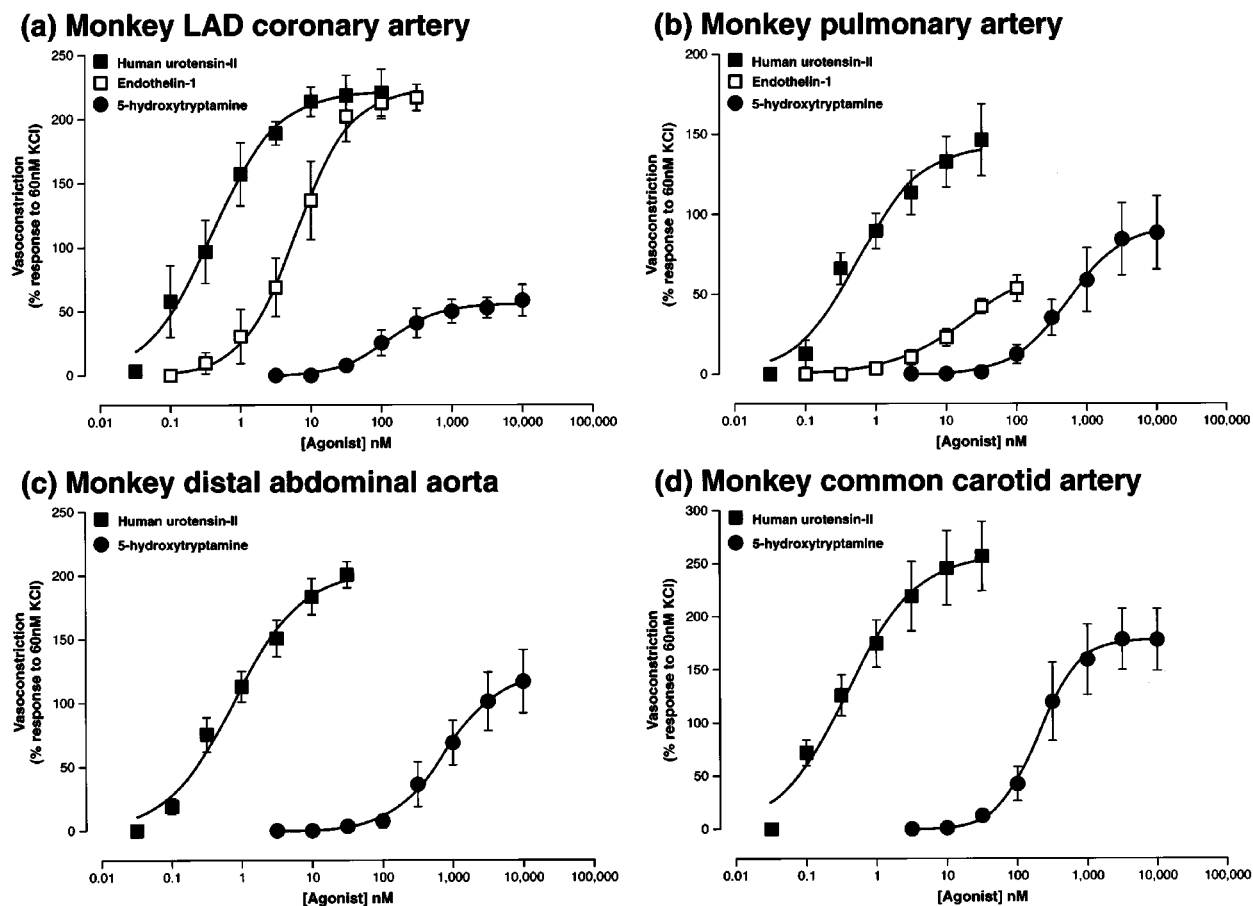 (a) Monkey LAD coronary artery
250
200
150
100
50
0
Vasoconstriction
(% response to 60nM KCl)
Human urotensin-II
Endothelin-1
5-hydroxytryptamine
0.01 0.1 1 10 100 1,000 10,000 100,000
[Agonist] nM
(b) Monkey pulmonary artery
200
150
100
50
0
Vasoconstriction
(% response to 60nM KCl)
Human urotensin-II
Endothelin-1
5-hydroxytryptamine
0.01 0.1 1 10 100 1,000 10,000 100,000
[Agonist] nM
(c) Monkey distal abdominal aorta
250
200
150
100
50
0
Vasoconstriction
(% response to 60nM KCl)
Human urotensin-II
5-hydroxytryptamine
0.01 0.1 1 10 100 1,000 10,000 100,000
[Agonist] nM
(d) Monkey common carotid artery
300
250
200
150
100
50
0
Vasoconstriction
(% response to 60nM KCl)
Human urotensin-II
5-hydroxytryptamine
0.01 0.1 1 10 100 1,000 10,000 100,000
[Agonist] nM